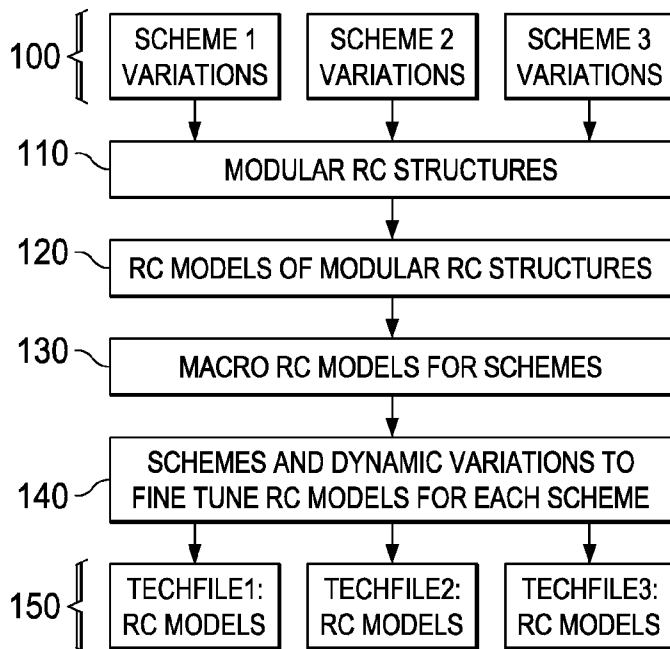 100
SCHEME 1
VARIATIONS
SCHEME 2
VARIATIONS
SCHEME 3
VARIATIONS
110
MODULAR RC STRUCTURES
120
RC MODELS OF MODULAR RC STRUCTURES
130
MACRO RC MODELS FOR SCHEMES
140
SCHEMES AND DYNAMIC VARIATIONS TO
FINE TUNE RC MODELS FOR EACH SCHEME
150
TECHFILE1:
RC MODELS
TECHFILE2:
RC MODELS
TECHFILE3:
RC MODELS